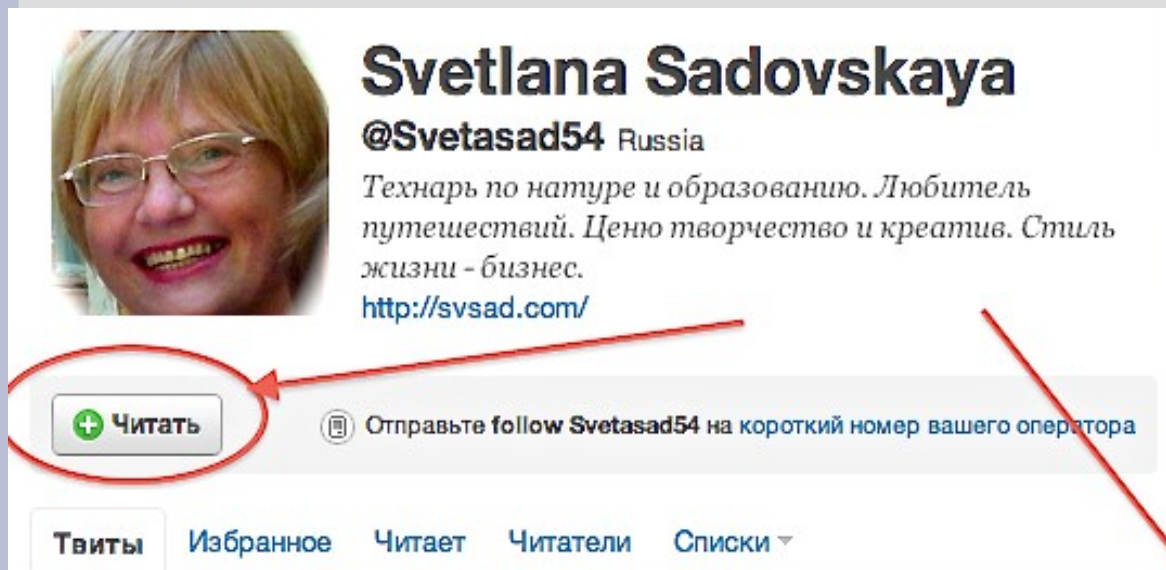 Svetlana Sadovskaya
@Svetasad54 Russia
Технарь по натуре и образованию. Любитель
путешествий. Ценю творчество и креатив. Стиль
жизни - бизнес.
http://svsad.com/
Читать Отправьте follow Svetasad54 на короткий номер вашего оператора
Твиты Избранное Читает Читатели Списки